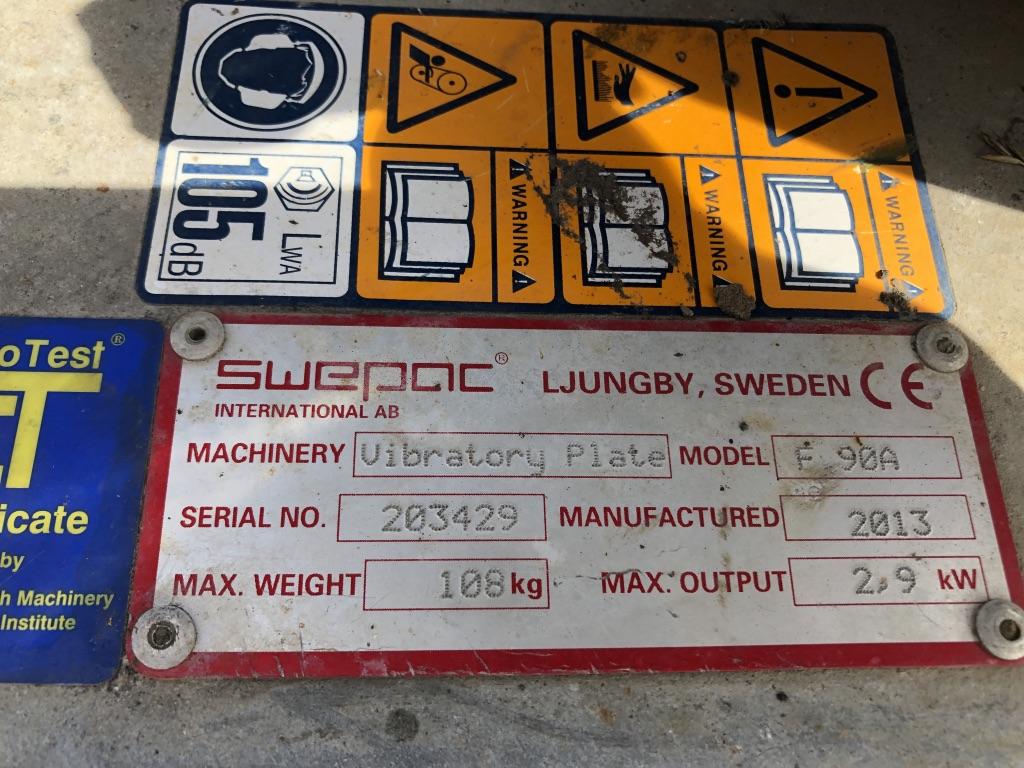 105 dB
LWA
WARNING
WARNING
WARNING
oTest®
CT
icate
by
h Machinery
Institute
swepac®
INTERNATIONAL AB
LJUNGBY, SWEDEN CE
MACHINERY Vibratory Plate MODEL F 90A
SERIAL NO. 203429 MANUFACTURED 2013
MAX. WEIGHT 108 kg MAX. OUTPUT 2,9 kW